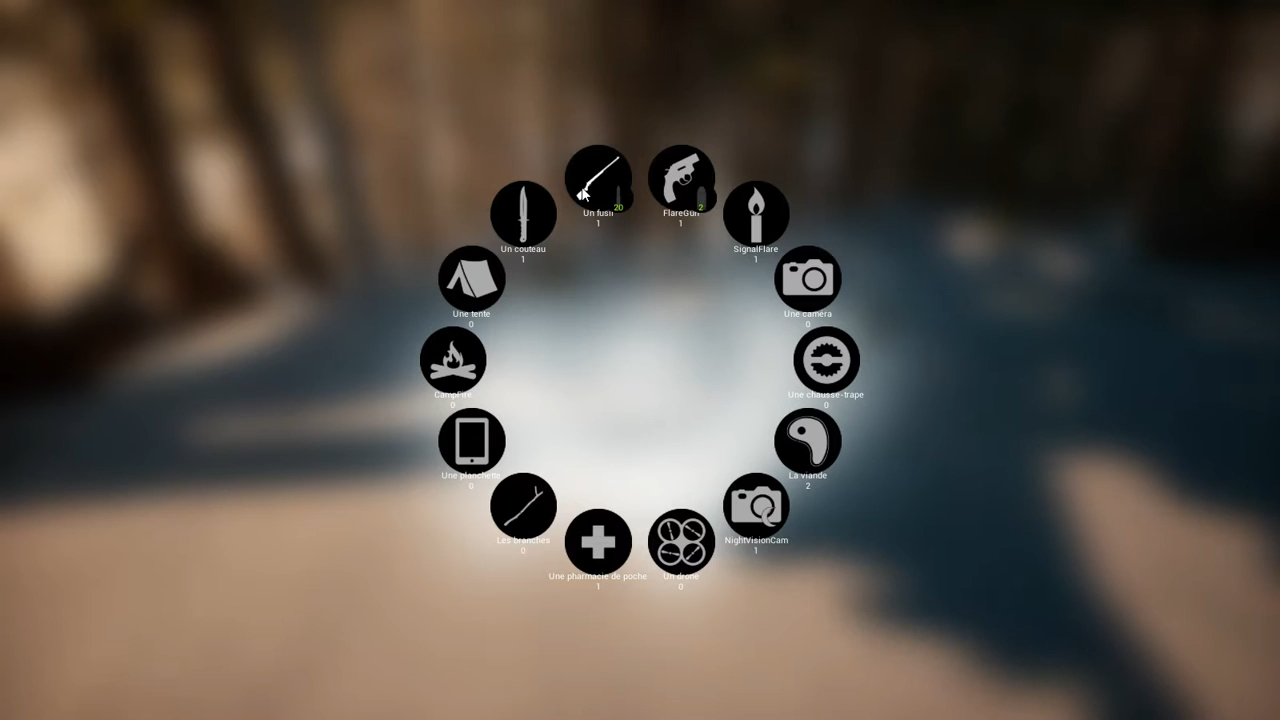 20
Un fusil
1
2
FlareGun
1
Un couteau
1
SignalFlare
1
Une tente
0
Une camera
0
CampFire
0
Une chausse-trape
0
Une planchette
0
La viande
2
Les branches
0
NightVisionCam
1
Une pharmacie de poche
1
Un drone
0